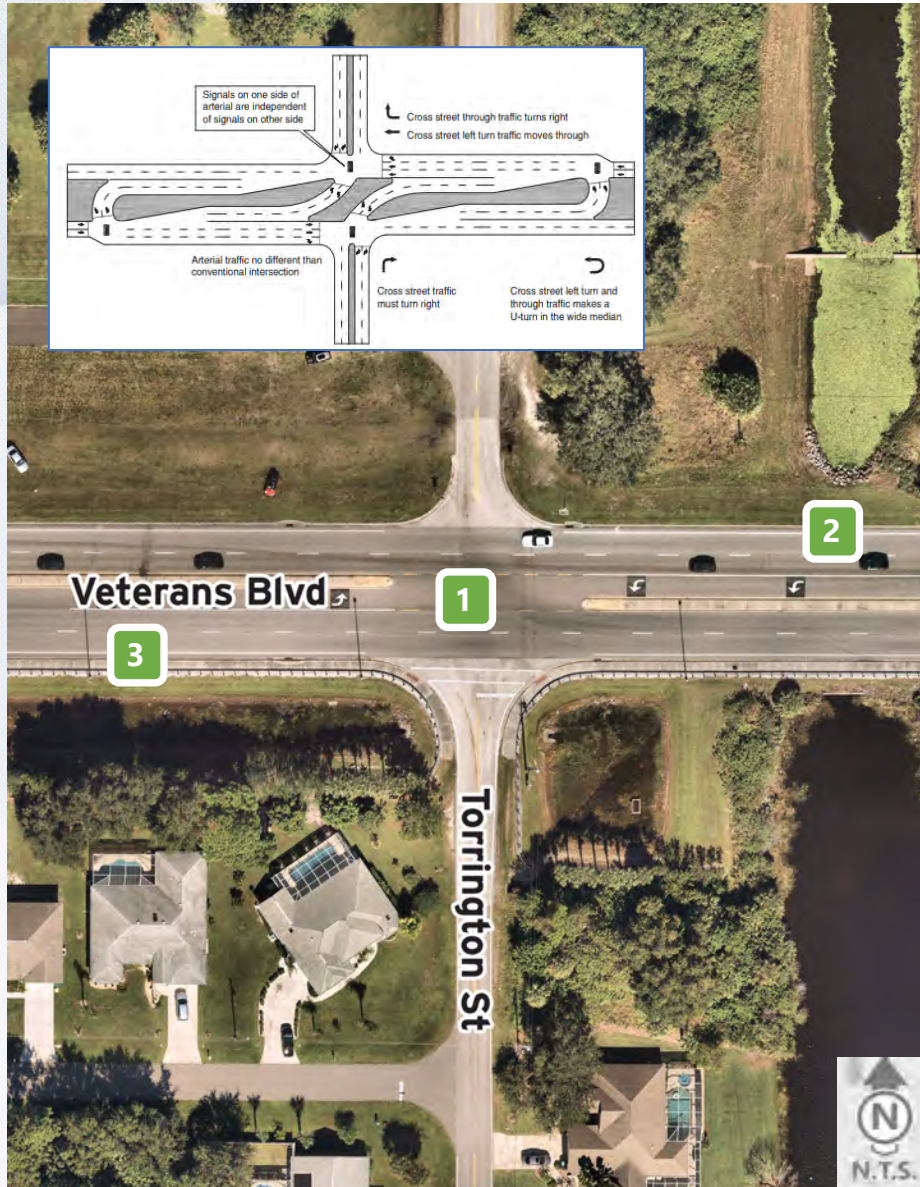 Signals on one side of
arterial are independent
of signals on other side
Cross street through traffic turns right
Cross street left turn traffic moves through
Arterial traffic no different than
conventional intersection
Cross street traffic
must turn right
Cross street left turn and
through traffic makes a
U-turn in the wide median
2
Veterans Blvd
1
3
Torrington St
N
N.T.S.